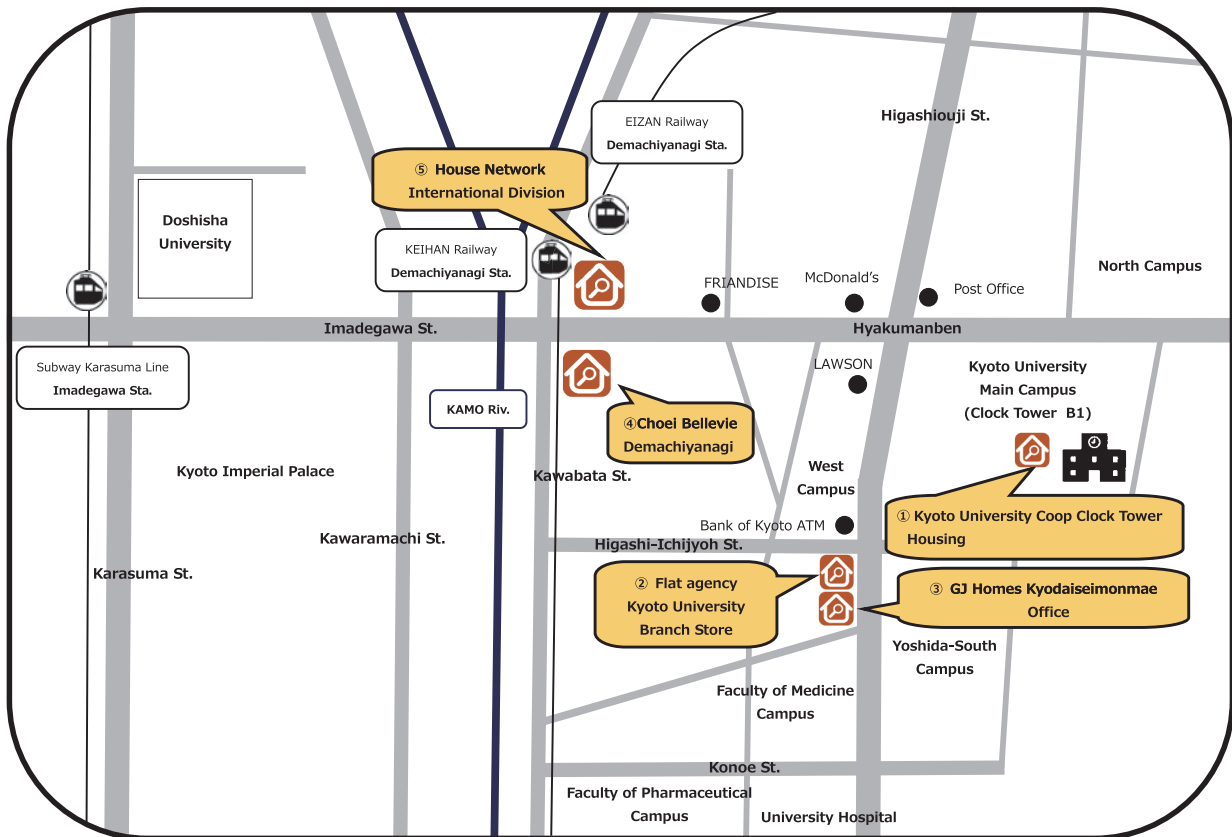 Higashiouji St.
EIZAN Railway
Demachiyanagi Sta.
⑤ House Network
International Division
Doshisha
University
KEIHAN Railway
Demachiyanagi Sta.
North Campus
FRIANDISE
McDonald's
Post Office
Imadegawa St.
Hyakumanben
Subway Karasuma Line
Imadegawa Sta.
LAWSON
Kyoto University
Main Campus
(Clock Tower B1)
KAMO Riv.
④Choei Bellevie
Demachiyanagi
Kyoto Imperial Palace
Kawabata St.
West
Campus
① Kyoto University Coop Clock Tower
Housing
Bank of Kyoto ATM
Kawaramachi St.
Higashi-Ichijyoh St.
Karasuma St.
② Flat agency
Kyoto University
Branch Store
③ GJ Homes Kyodaiseimonmae
Office
Yoshida-South
Campus
Faculty of Medicine
Campus
Konoe St.
Faculty of Pharmaceutical
Campus
University Hospital